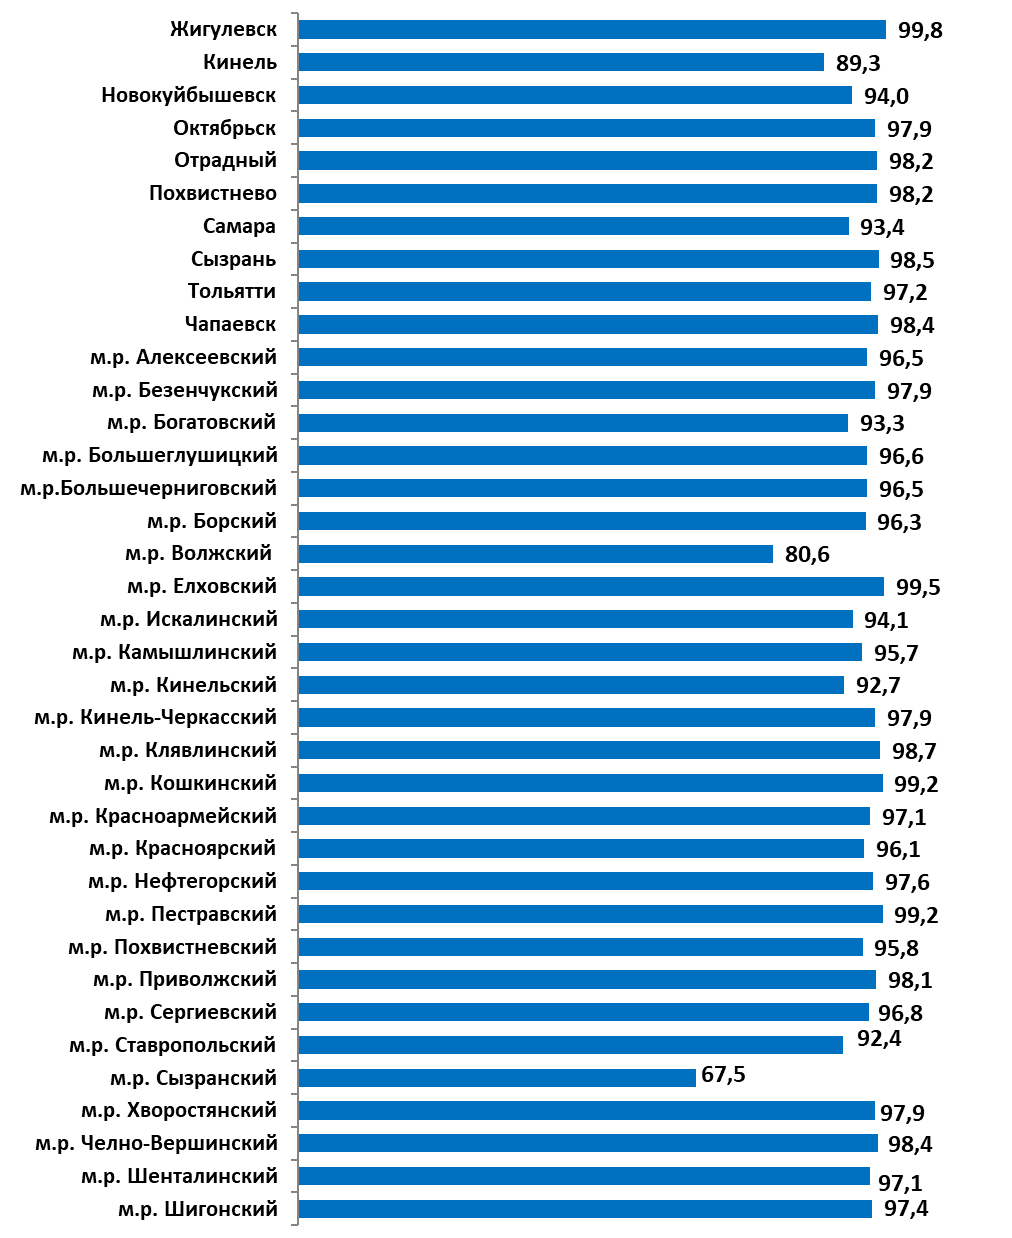 Жигулевск 99,8
Кинель 89,3
Новокуйбышевск 94,0
Октябрьск 97,9
Отрадный 98,2
Похвистнево 98,2
Самара 93,4
Сызрань 98,5
Тольятти 97,2
Чапаевск 98,4
м.р. Алексеевский 96,5
м.р. Безенчукский 97,9
м.р. Богатовский 93,3
м.р. Большеглушицкий 96,6
м.р.Большечерниговский 96,5
м.р. Борский 96,3
м.р. Волжский 80,6
м.р. Елховский 99,5
м.р. Искалинский 94,1
м.р. Камышлинский 95,7
м.р. Кинельский 92,7
м.р. Кинель-Черкасский 97,9
м.р. Клявлинский 98,7
м.р. Кошкинский 99,2
м.р. Красноармейский 97,1
м.р. Красноярский 96,1
м.р. Нефтегорский 97,6
м.р. Пестравский 99,2
м.р. Похвистневский 95,8
м.р. Приволжский 98,1
м.р. Сергиевский 96,8
м.р. Ставропольский 92,4
м.р. Сызранский 67,5
м.р. Хворостянский 97,9
м.р. Челно-Вершинский 98,4
м.р. Шенталинский 97,1
м.р. Шигонский 97,4